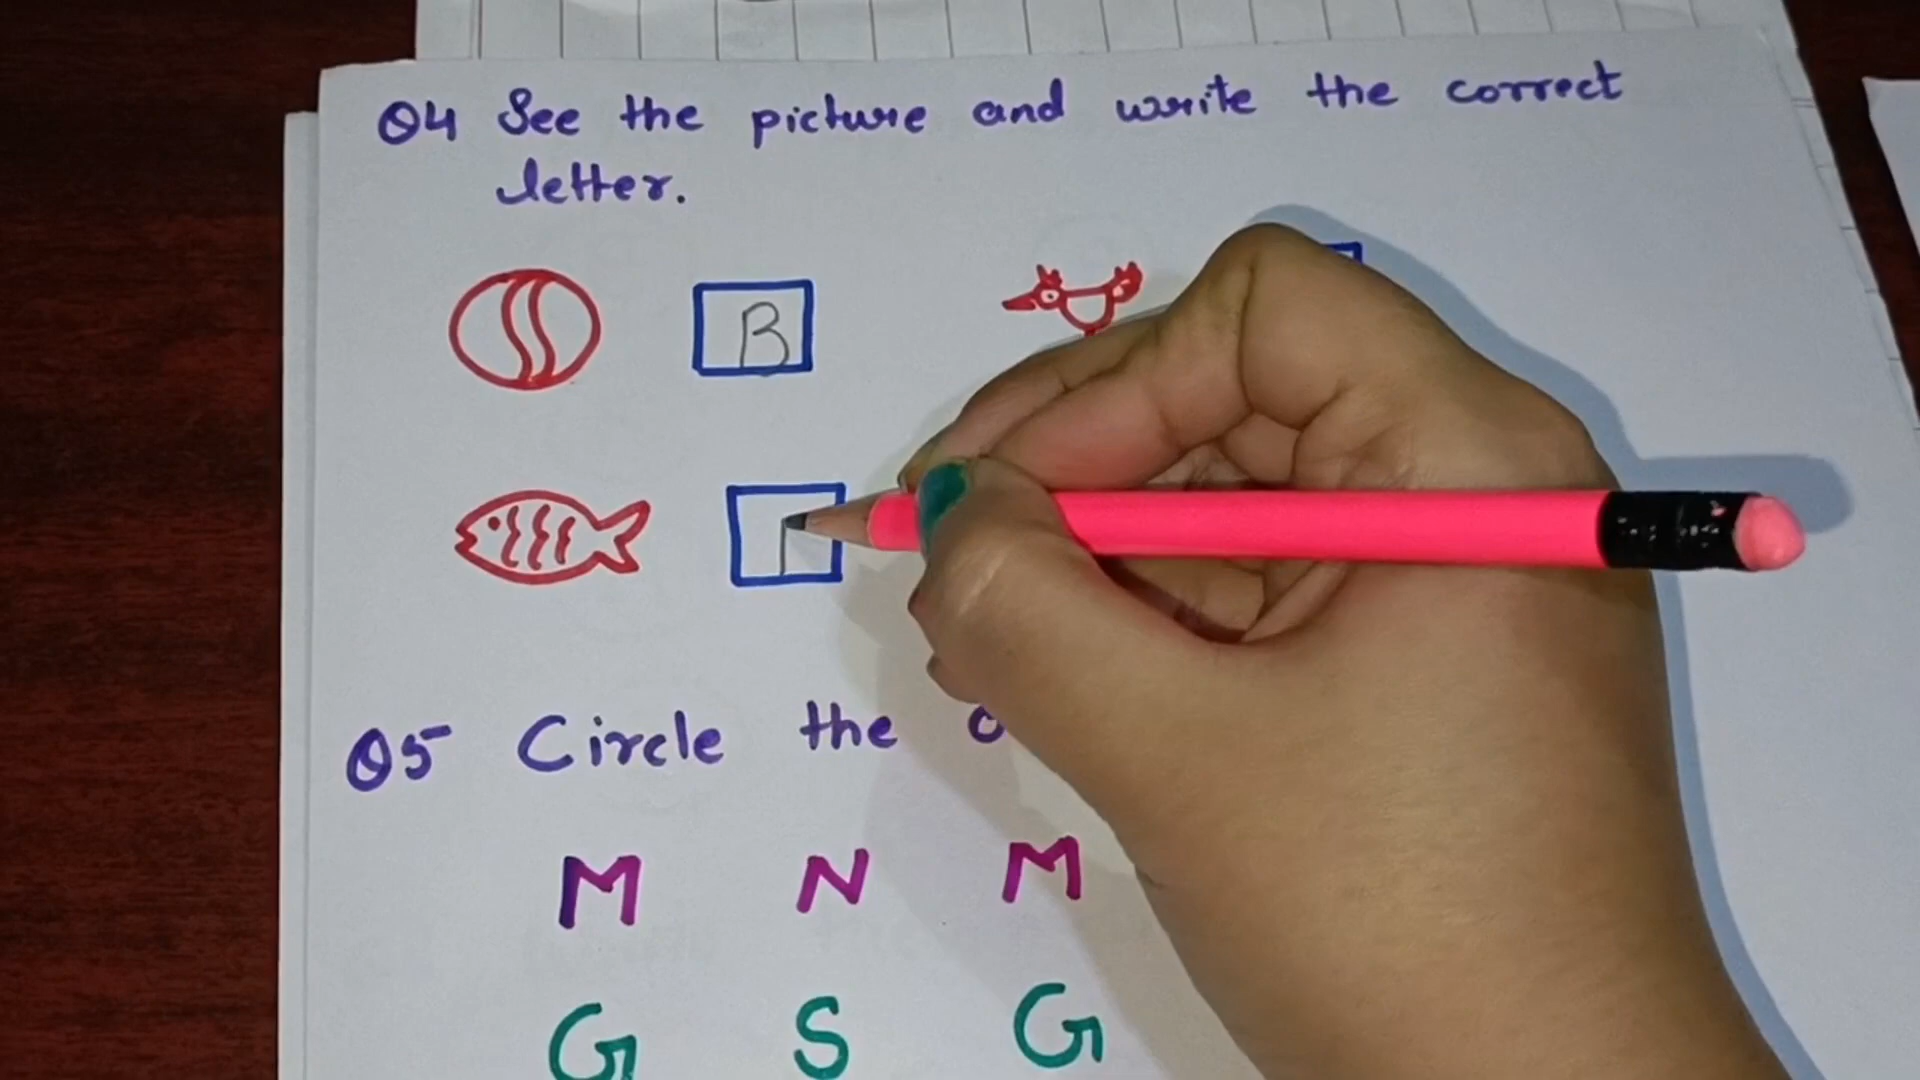 Q4 See the picture and write the correct
letter.
B
Q5 Circle the
M N M
G S G